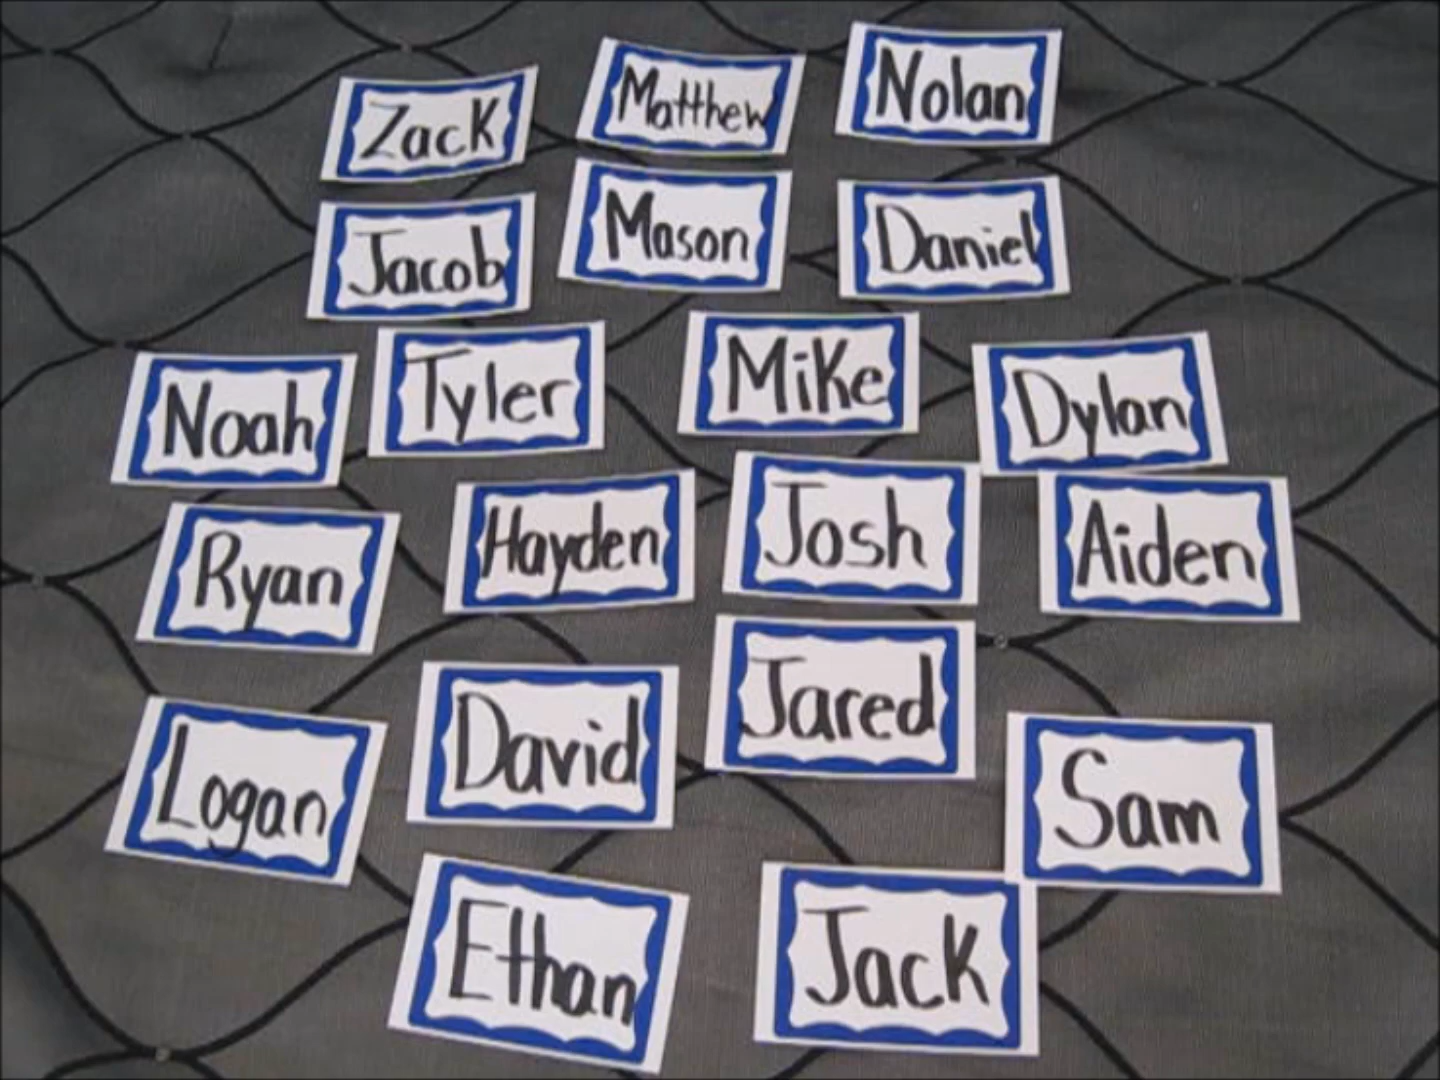 Zack
Matthew
Nolan
Jacob
Mason
Daniel
Noah
Tyler
Mike
Dylan
Ryan
Hayden
Josh
Aiden
Logan
David
Jared
Sam
Ethan
Jack